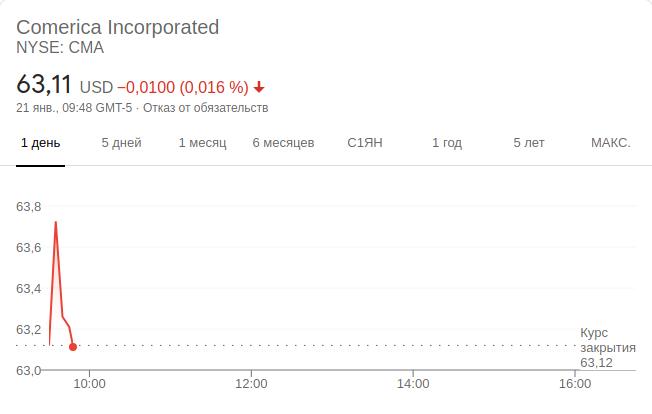 Comerica Incorporated
NYSE: CMA
63,11 USD −0,0100 (0,016 %)
21 янв., 09:48 GMT-5 · Отказ от обязательств
1 день 5 дней 1 месяц 6 месяцев С1ЯН 1 год 5 лет МАКС.
63,8
63,6
63,4
63,2
63,0
Курс
закрытия
63,12
10:00 12:00 14:00 16:00